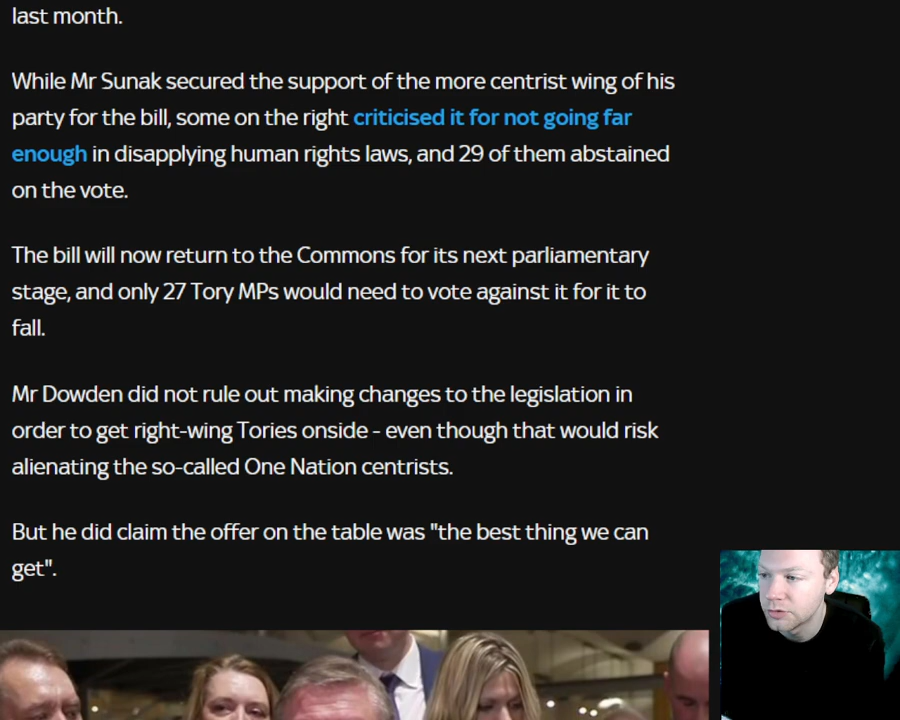 last month.
While Mr Sunak secured the support of the more centrist wing of his
party for the bill, some on the right criticised it for not going far
enough in disapplying human rights laws, and 29 of them abstained
on the vote.
The bill will now return to the Commons for its next parliamentary
stage, and only 27 Tory MPs would need to vote against it for it to
fall.
Mr Dowden did not rule out making changes to the legislation in
order to get right-wing Tories onside - even though that would risk
alienating the so-called One Nation centrists.
But he did claim the offer on the table was "the best thing we can
get".